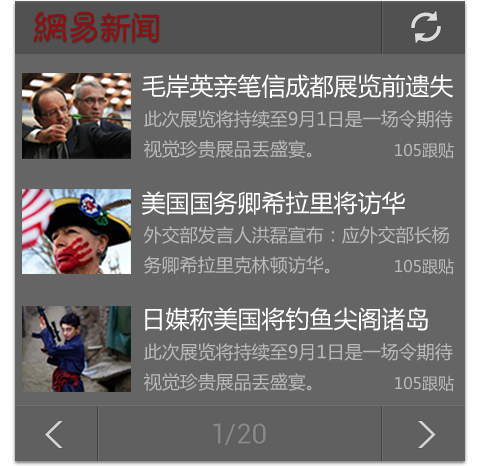 網易新闻
毛岸英亲笔信成都展览前遗失
此次展览将持续至9月1日是一场令期待
视觉珍贵展品丢盛宴。
105跟贴
美国国务卿希拉里将访华
外交部发言人洪磊宣布：应外交部长杨
务卿希拉里克林顿访华。
105跟贴
日媒称美国将钓鱼尖阁诸岛
此次展览将持续至9月1日是一场令期待
视觉珍贵展品丢盛宴。
105跟贴
1/20